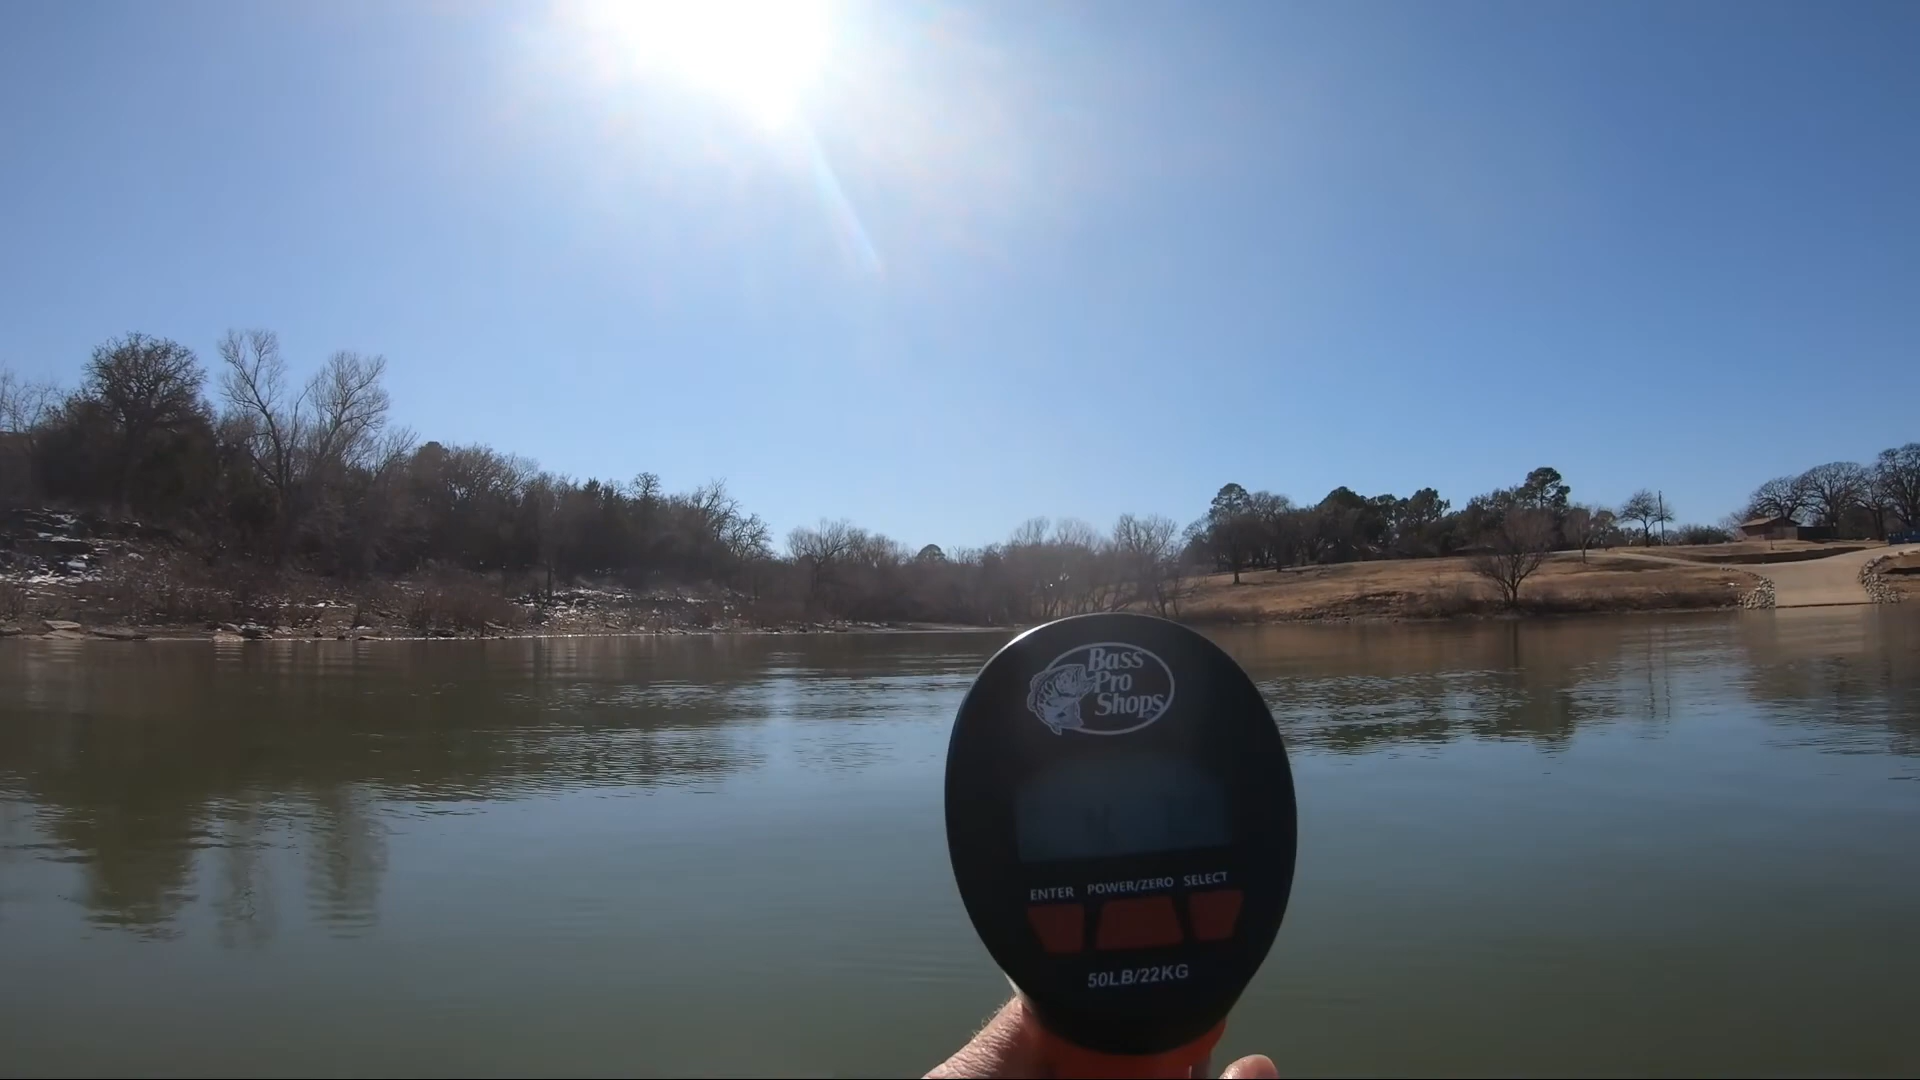 Bass
Pro
Shops
ENTER POWER/ZERO SELECT
50LB/22KG